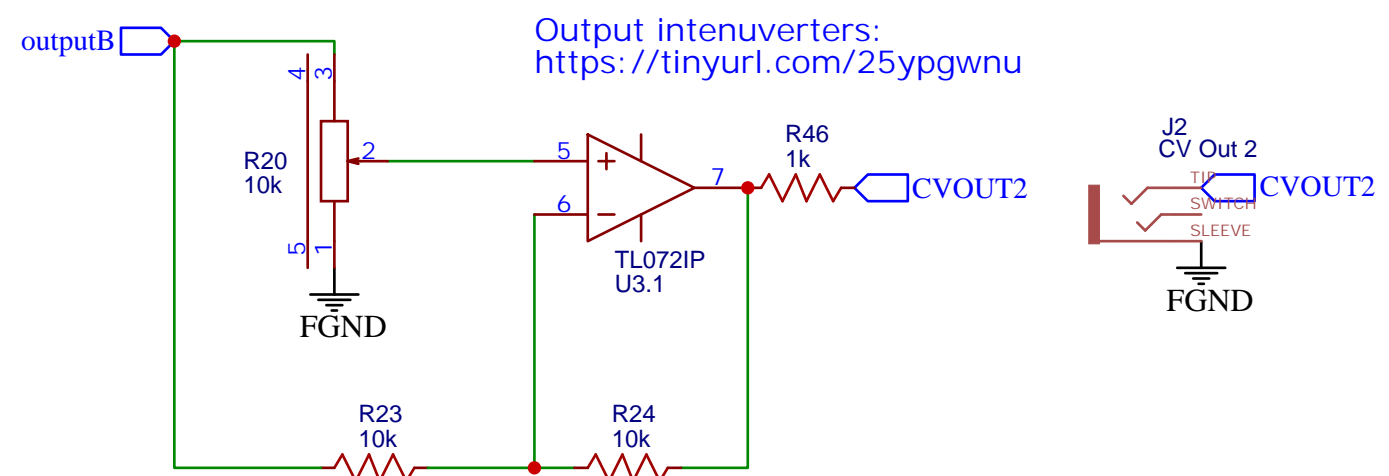 Output intenuverters:
https://tinyurl.com/25ypgwnu
outputB
4
3
R20
10k
2
5
1
FGND
5
6
7
TL072IP
U3.1
R46
1k
CVOUT2
J2
CV Out 2
TIP
CVOUT2
SWITCH
SLEEVE
FGND
R23
10k
R24
10k